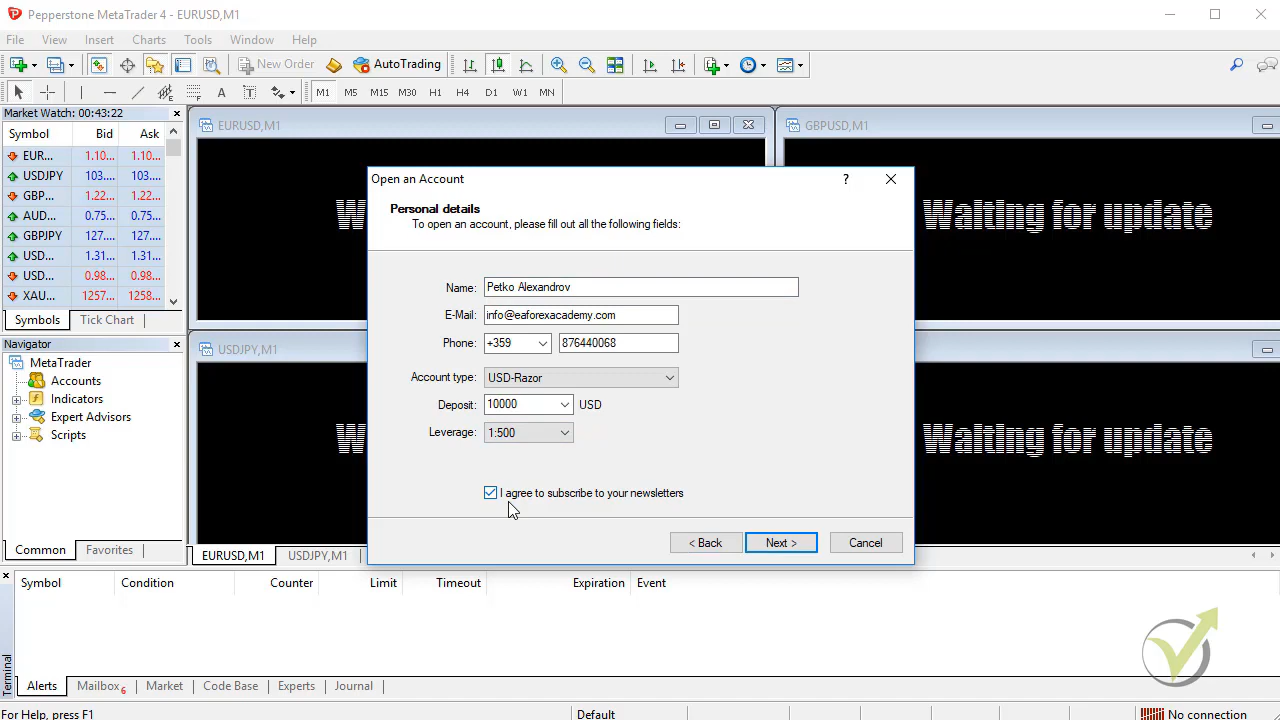 Pepperstone MetaTrader 4 - EURUSD,M1
File View Insert Charts Tools Window Help
New Order AutoTrading
A T M1 M5 M15 M30 H1 H4 D1 W1 MN
Market Watch: 00:43:22
Symbol Bid Ask
EUR... 1.10... 1.10...
USDJPY 103.... 103....
GBP... 1.22... 1.22...
AUD... 0.75... 0.75...
GBPJPY 127.... 127....
USD... 1.31... 1.31...
USD... 0.98... 0.98...
XAU... 1257... 1258...
Symbols Tick Chart
Navigator
MetaTrader
Accounts
Indicators
Expert Advisors
Scripts
Common Favorites
EURUSD,M1
GBPUSD,M1
W
Waiting for update
USDJPY,M1
W
Waiting for update
Open an Account
Personal details
To open an account, please fill out all the following fields:
Name: Petko Alexandrov
E-Mail: info@eaforexacademy.com
Phone: +359 876440068
Account type: USD-Razor
Deposit: 10000 USD
Leverage: 1:500
I agree to subscribe to your newsletters
< Back Next > Cancel
EURUSD,M1 USDJPY,M1
Symbol Condition Counter Limit Timeout Expiration Event
Terminal
Alerts Mailbox 6 Market Code Base Experts Journal
For Help, press F1 Default No connection